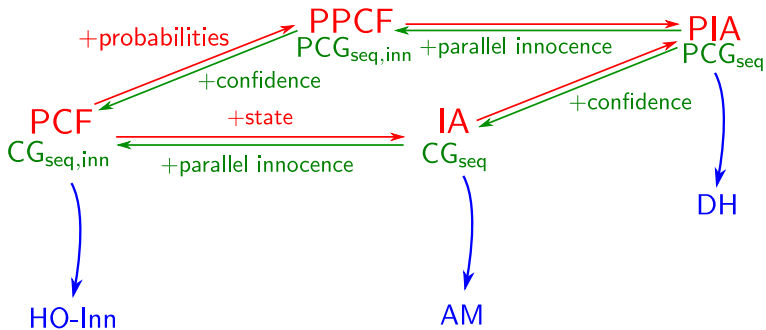 PPCF
PIA
+probabilities
PCG_seq,inn
+parallel innocence
PCG_seq
+confidence
+confidence
PCF
+state
IA
CG_seq,inn
+parallel innocence
CG_seq
DH
HO-Inn
AM